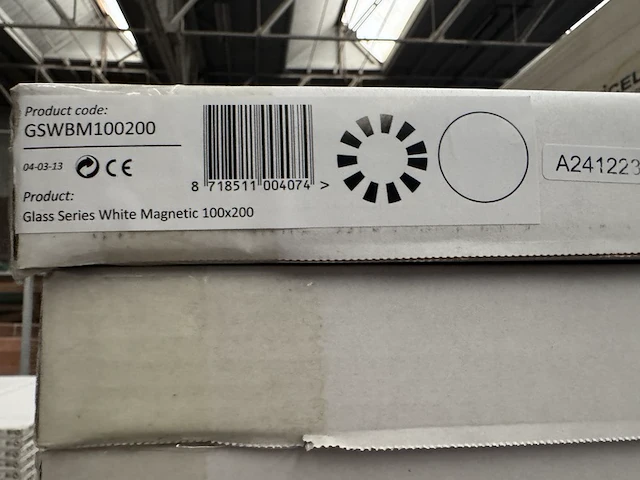 Product code:
GSWBM100200
04-03-13 CE
Product:
Glass Series White Magnetic 100x200
8 718511 004074 >
A241223